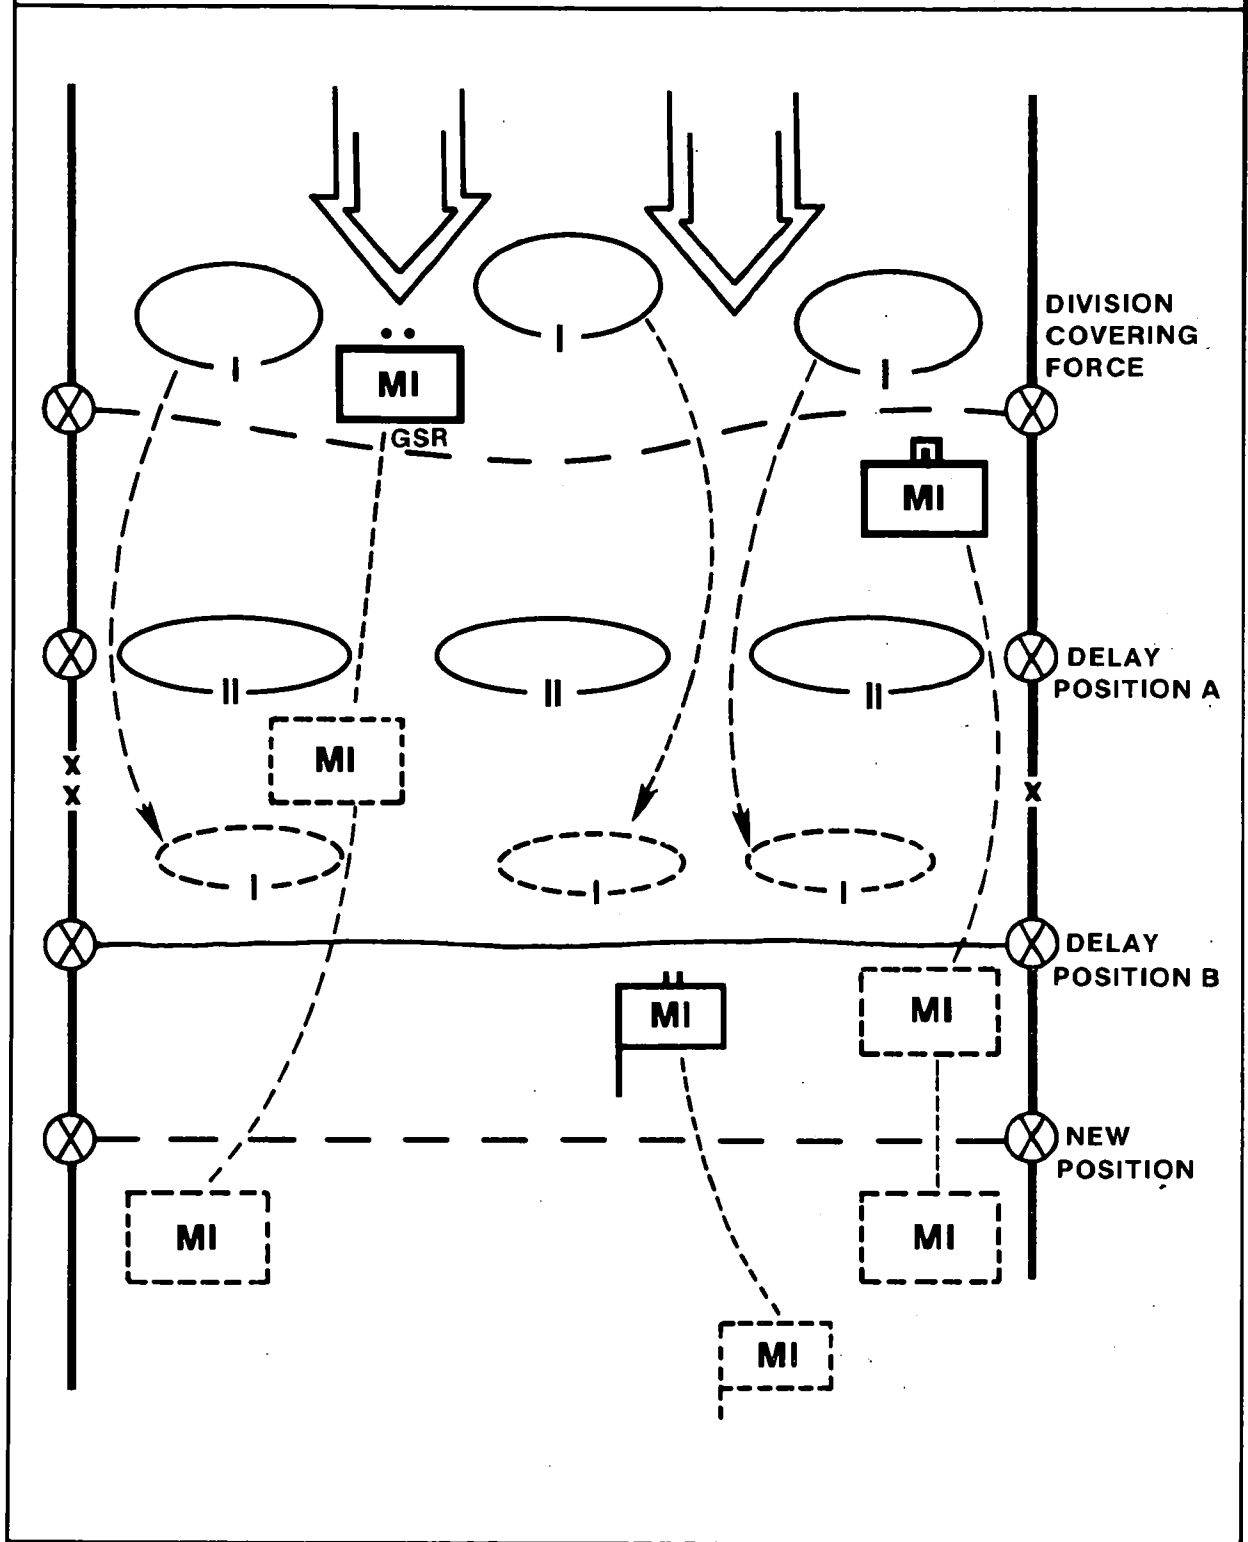 DIVISION
COVERING
FORCE
I
I
I
MI
GSR
MI
DELAY
POSITION A
II
II
II
MI
X
X
X
I
I
I
DELAY
POSITION B
MI
MI
NEW
POSITION
MI
MI
MI